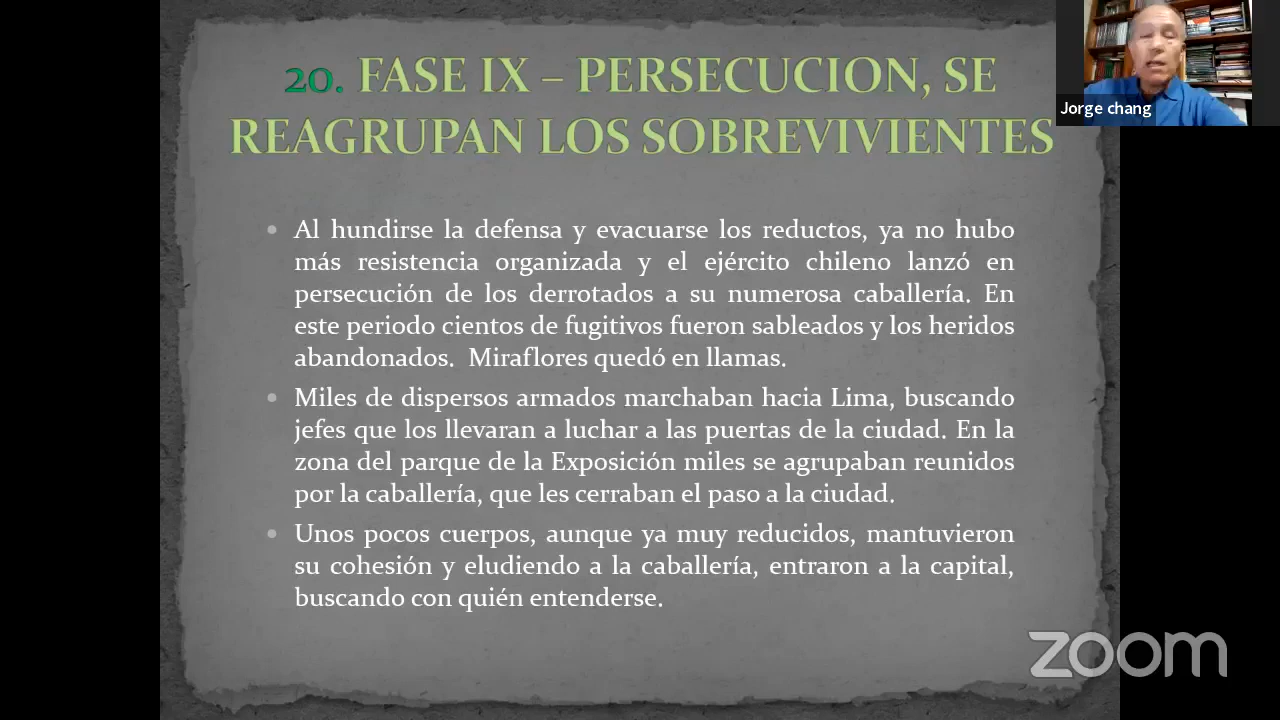 20. FASE IX – PERSECUCION, SE
REAGRUPAN LOS SOBREVIVIENTES
Jorge chang
• Al hundirse la defensa y evacuarse los reductos, ya no hubo
más resistencia organizada y el ejército chileno lanzó en
persecución de los derrotados a su numerosa caballería. En
este periodo cientos de fugitivos fueron sableados y los heridos
abandonados. Miraflores quedó en llamas.
• Miles de dispersos armados marchaban hacia Lima, buscando
jefes que los llevaran a luchar a las puertas de la ciudad. En la
zona del parque de la Exposición miles se agrupaban reunidos
por la caballería, que les cerraban el paso a la ciudad.
• Unos pocos cuerpos, aunque ya muy reducidos, mantuvieron
su cohesión y eludiendo a la caballería, entraron a la capital,
buscando con quién entenderse.
zoom